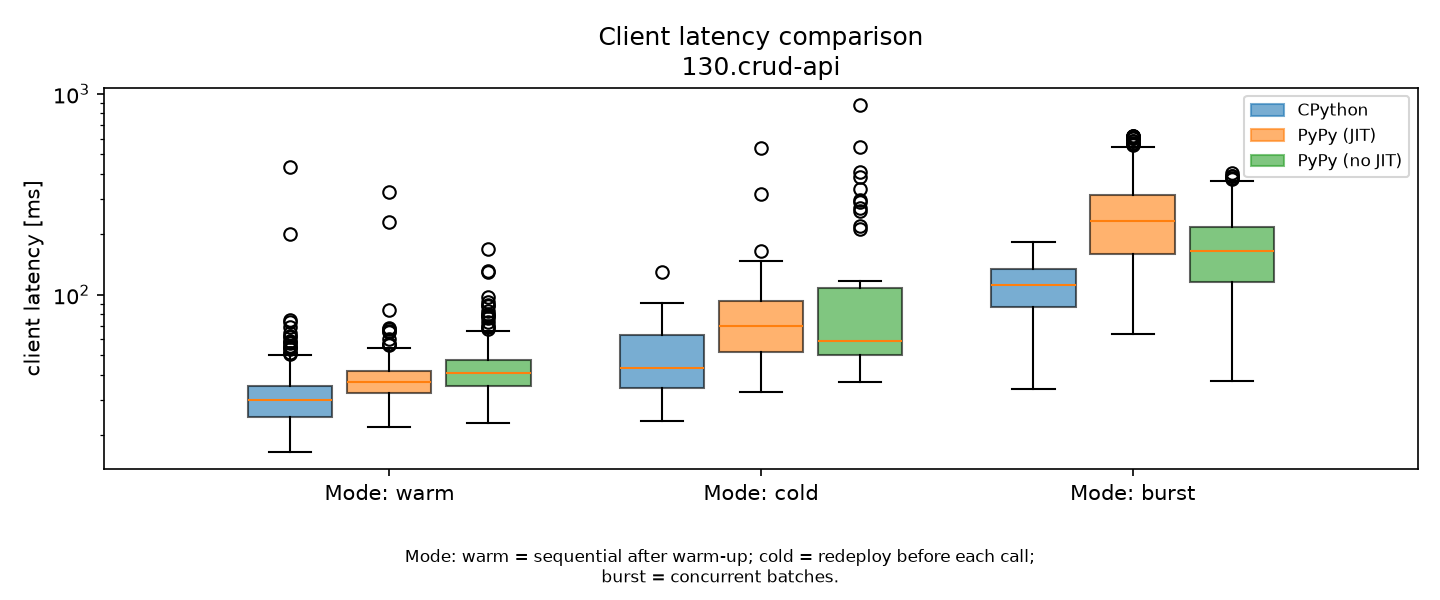 Client latency comparison
130.crud-api
10³
10²
client latency [ms]
CPython
PyPy (JIT)
PyPy (no JIT)
Mode: warm
Mode: cold
Mode: burst
Mode: warm = sequential after warm-up; cold = redeploy before each call;
burst = concurrent batches.